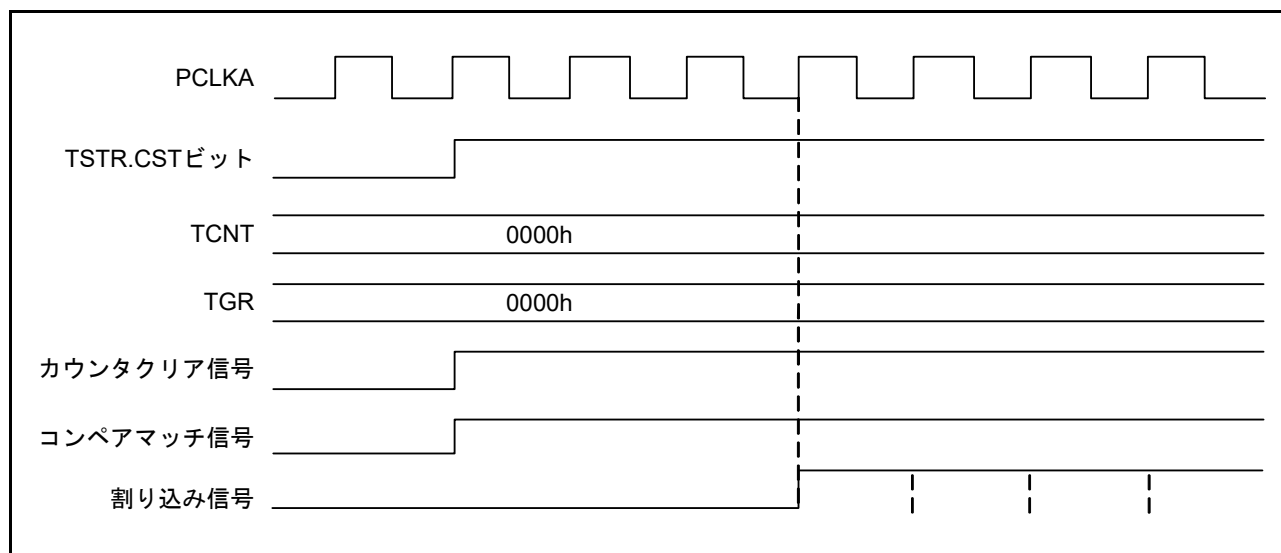 PCLKA
TSTR.CSTビット
TCNT 0000h
TGR 0000h
カウンタクリア信号
コンペアマッチ信号
割り込み信号